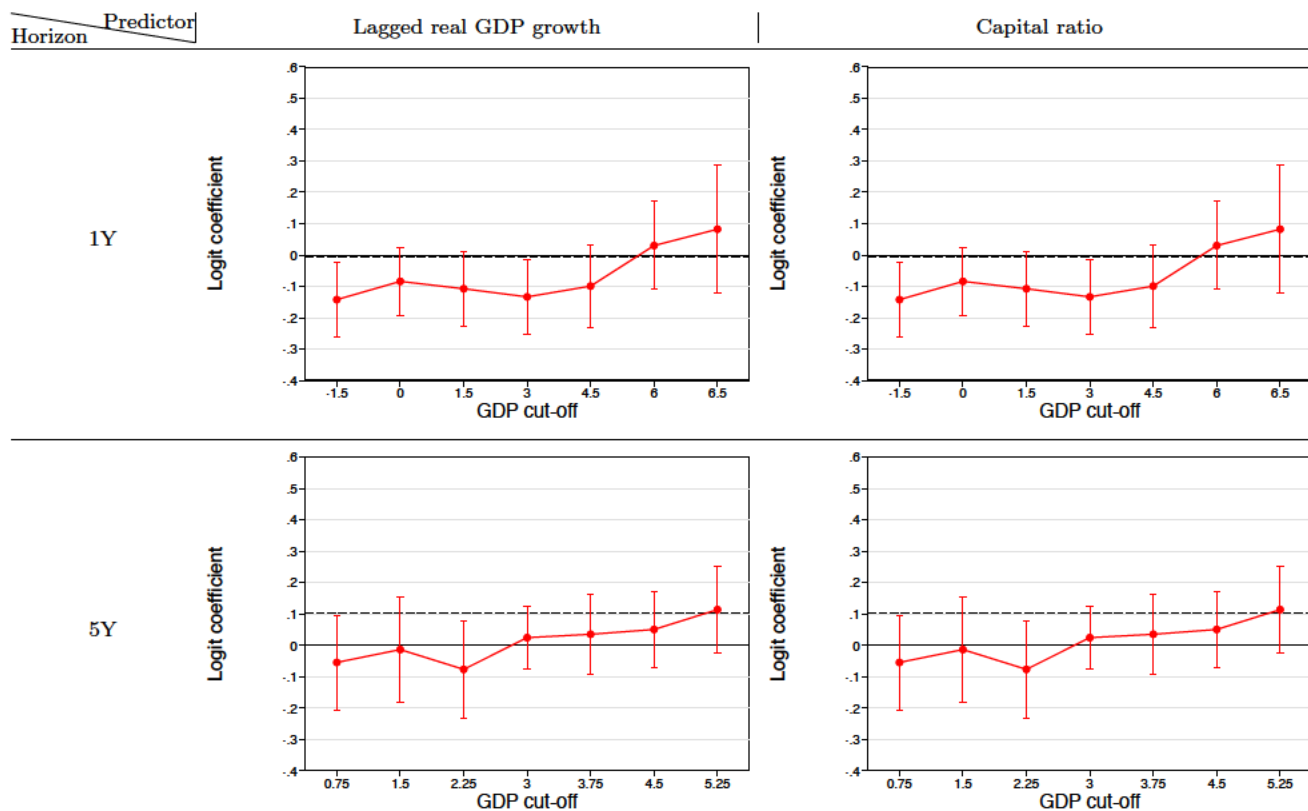 Predictor
Horizon
Lagged real GDP growth
Capital ratio
1Y
Logit coefficient
.6
.5
.4
.3
.2
.1
0
-.1
-.2
-.3
-.4
-1.5 0 1.5 3 4.5 6 6.5
GDP cut-off
Logit coefficient
.6
.5
.4
.3
.2
.1
0
-.1
-.2
-.3
-.4
-1.5 0 1.5 3 4.5 6 6.5
GDP cut-off
5Y
Logit coefficient
.6
.5
.4
.3
.2
.1
0
-.1
-.2
-.3
-.4
0.75 1.5 2.25 3 3.75 4.5 5.25
GDP cut-off
Logit coefficient
.6
.5
.4
.3
.2
.1
0
-.1
-.2
-.3
-.4
0.75 1.5 2.25 3 3.75 4.5 5.25
GDP cut-off